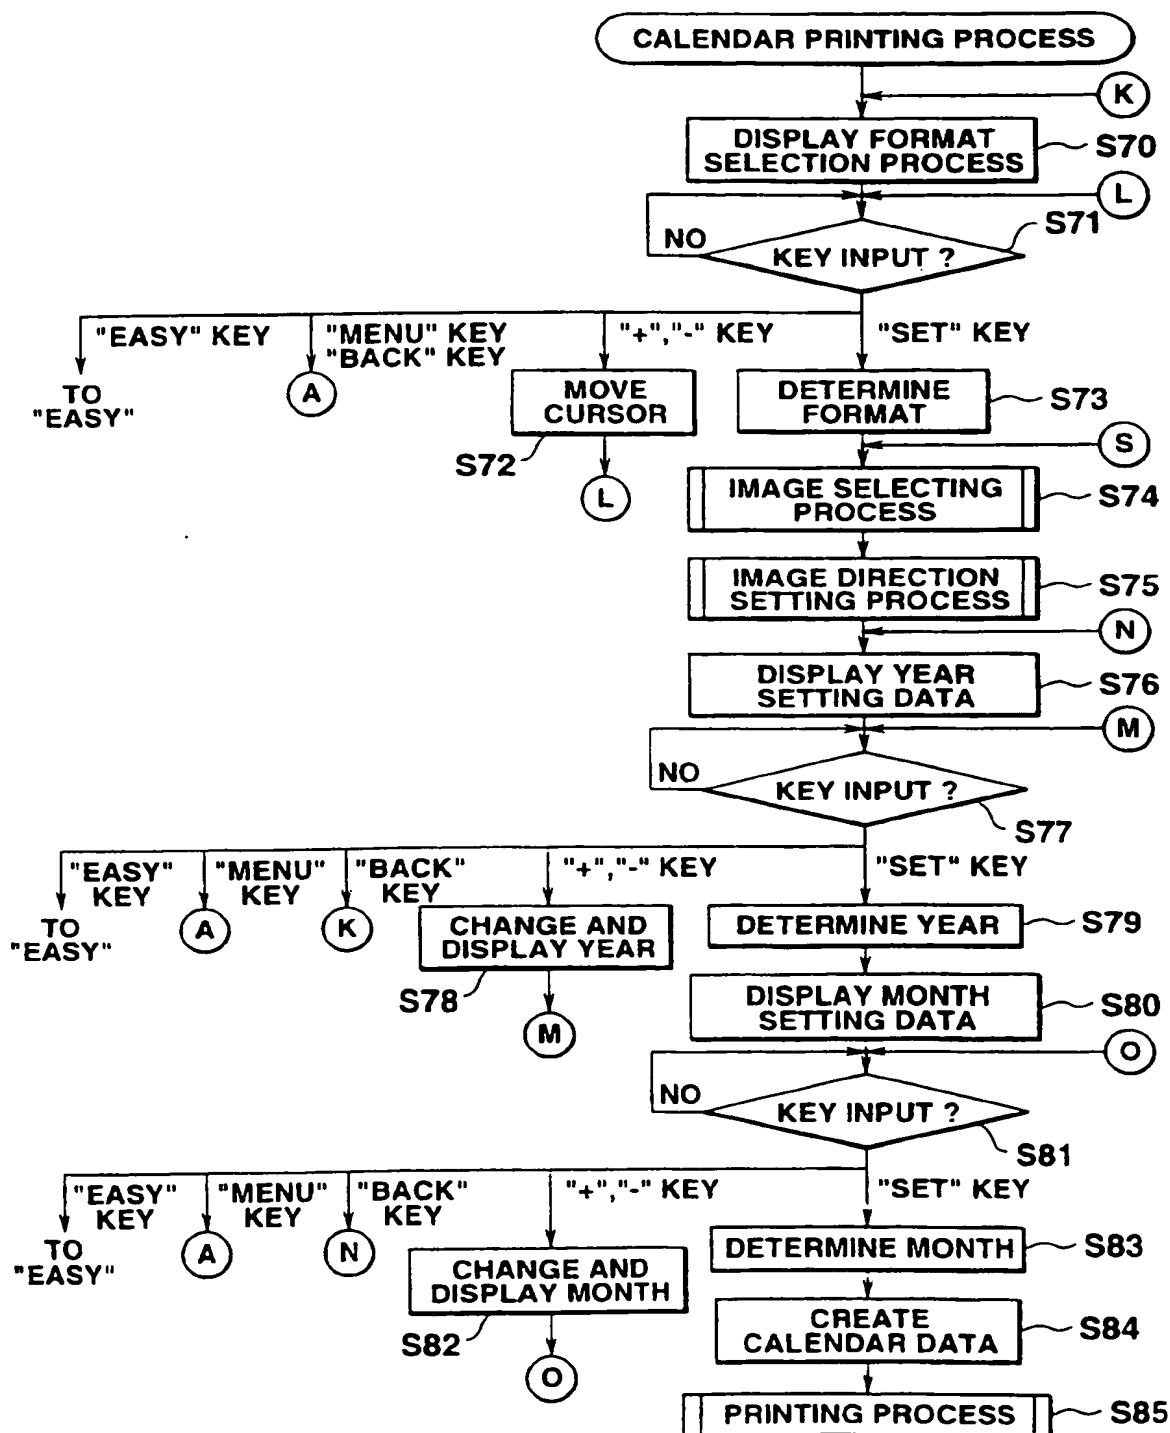 CALENDAR PRINTING PROCESS
K
DISPLAY FORMAT
SELECTION PROCESS
S70
L
S71
NO
KEY INPUT ?
"EASY" KEY
"MENU" KEY
"BACK" KEY
"+","-" KEY
"SET" KEY
TO
"EASY"
A
MOVE
CURSOR
S72
L
DETERMINE
FORMAT
S73
S
IMAGE SELECTING
PROCESS
S74
IMAGE DIRECTION
SETTING PROCESS
S75
N
DISPLAY YEAR
SETTING DATA
S76
M
NO
KEY INPUT ?
S77
"EASY"
KEY
"MENU"
KEY
"BACK"
KEY
"+","-" KEY
"SET" KEY
TO
"EASY"
A
K
CHANGE AND
DISPLAY YEAR
S78
M
DETERMINE YEAR
S79
DISPLAY MONTH
SETTING DATA
S80
O
NO
KEY INPUT ?
S81
"EASY"
KEY
"MENU"
KEY
"BACK"
KEY
"+","-" KEY
"SET" KEY
TO
"EASY"
A
N
CHANGE AND
DISPLAY MONTH
S82
O
DETERMINE MONTH
S83
CREATE
CALENDAR DATA
S84
PRINTING PROCESS
S85